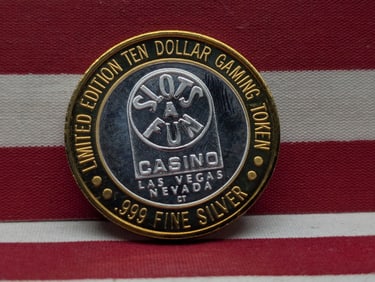 LIMITED EDITION TEN DOLLAR GAMING TOKEN
SLOTS
A
FUN
CASINO
LAS VEGAS
NEVADA
CT
.999 FINE SILVER